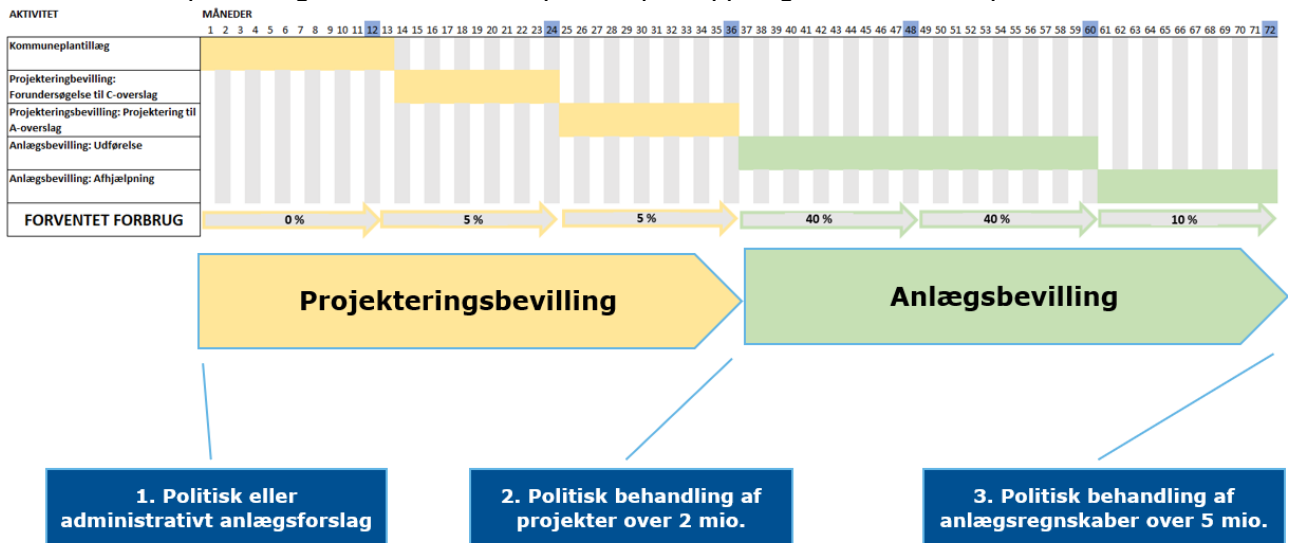 AKTIVITET
MÅNEDER
1 2 3 4 5 6 7 8 9 10 11 12 13 14 15 16 17 18 19 20 21 22 23 24 25 26 27 28 29 30 31 32 33 34 35 36 37 38 39 40 41 42 43 44 45 46 47 48 49 50 51 52 53 54 55 56 57 58 59 60 61 62 63 64 65 66 67 68 69 70 71 72
Kommuneplantillæg
Projekteringbevilling:
Forundersøgelse til C-overslag
Projekteringsbevilling: Projektering til
A-overslag
Anlægsbevilling: Udførelse
Anlægsbevilling: Afhjælpning
FORVENTET FORBRUG
0 %
5 %
5 %
40 %
40 %
10 %
Projekteringsbevilling
Anlægsbevilling
1. Politisk eller
administrativt anlægsforslag
2. Politisk behandling af
projekter over 2 mio.
3. Politisk behandling af
anlægsregnskaber over 5 mio.